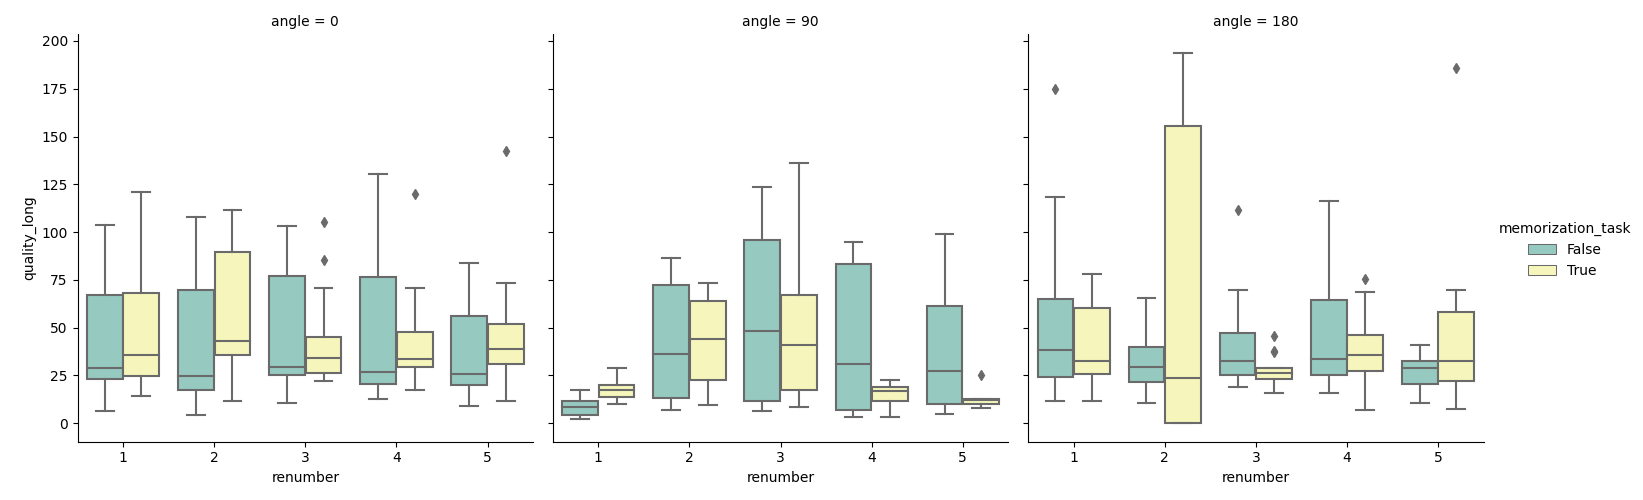 angle = 0
angle = 90
angle = 180
quality_long
200
175
150
125
100
75
50
25
0
1 2 3 4 5
1 2 3 4 5
1 2 3 4 5
renumber
renumber
renumber
memorization_task
False
True